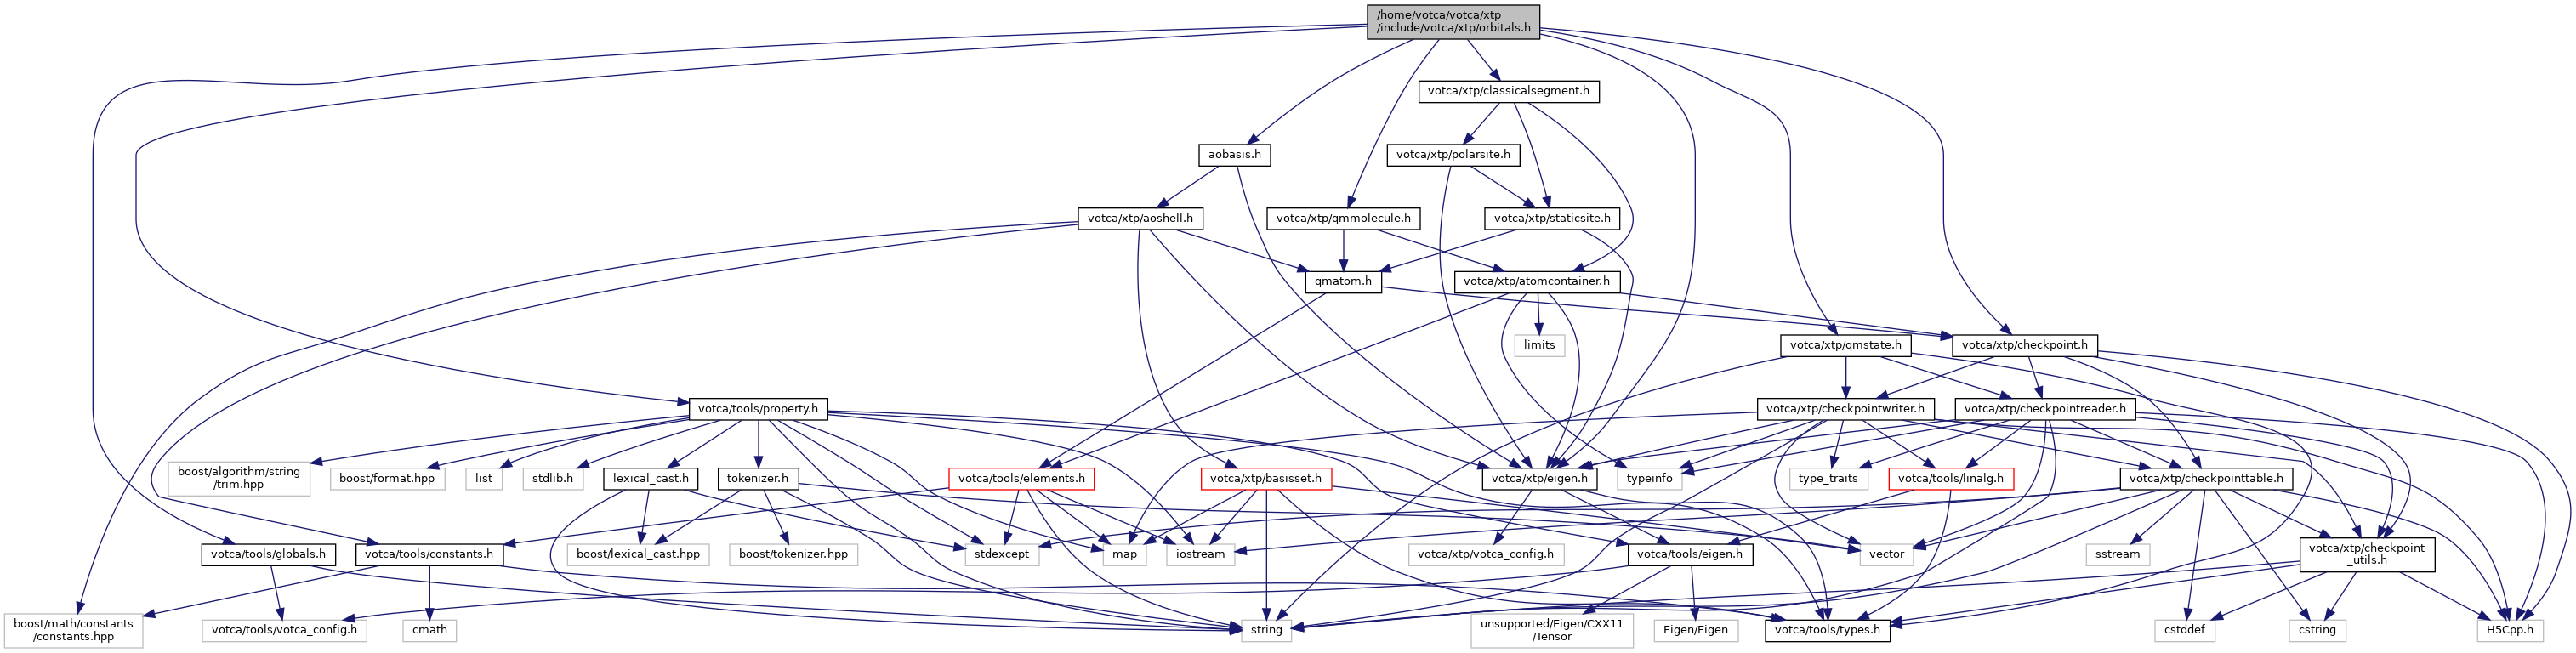 /home/votca/votca/xtp
/include/votca/xtp/orbitals.h
votca/xtp/classicalsegment.h
aobasis.h
votca/xtp/polarsite.h
votca/xtp/aoshell.h
votca/xtp/qmmolecule.h
votca/xtp/staticsite.h
qmatom.h
votca/xtp/atomcontainer.h
limits
votca/xtp/qmstate.h
votca/xtp/checkpoint.h
votca/tools/property.h
votca/xtp/checkpointwriter.h
votca/xtp/checkpointreader.h
boost/algorithm/string
/trim.hpp
boost/format.hpp
list
stdlib.h
lexical_cast.h
tokenizer.h
votca/tools/elements.h
votca/xtp/basisset.h
votca/xtp/eigen.h
typeinfo
type_traits
votca/tools/linalg.h
votca/xtp/checkpointtable.h
votca/tools/globals.h
votca/tools/constants.h
boost/lexical_cast.hpp
boost/tokenizer.hpp
stdexcept
map
iostream
votca/xtp/votca_config.h
votca/tools/eigen.h
vector
sstream
votca/xtp/checkpoint
_utils.h
boost/math/constants
/constants.hpp
votca/tools/votca_config.h
cmath
string
unsupported/Eigen/CXX11
/Tensor
Eigen/Eigen
votca/tools/types.h
cstddef
cstring
H5Cpp.h